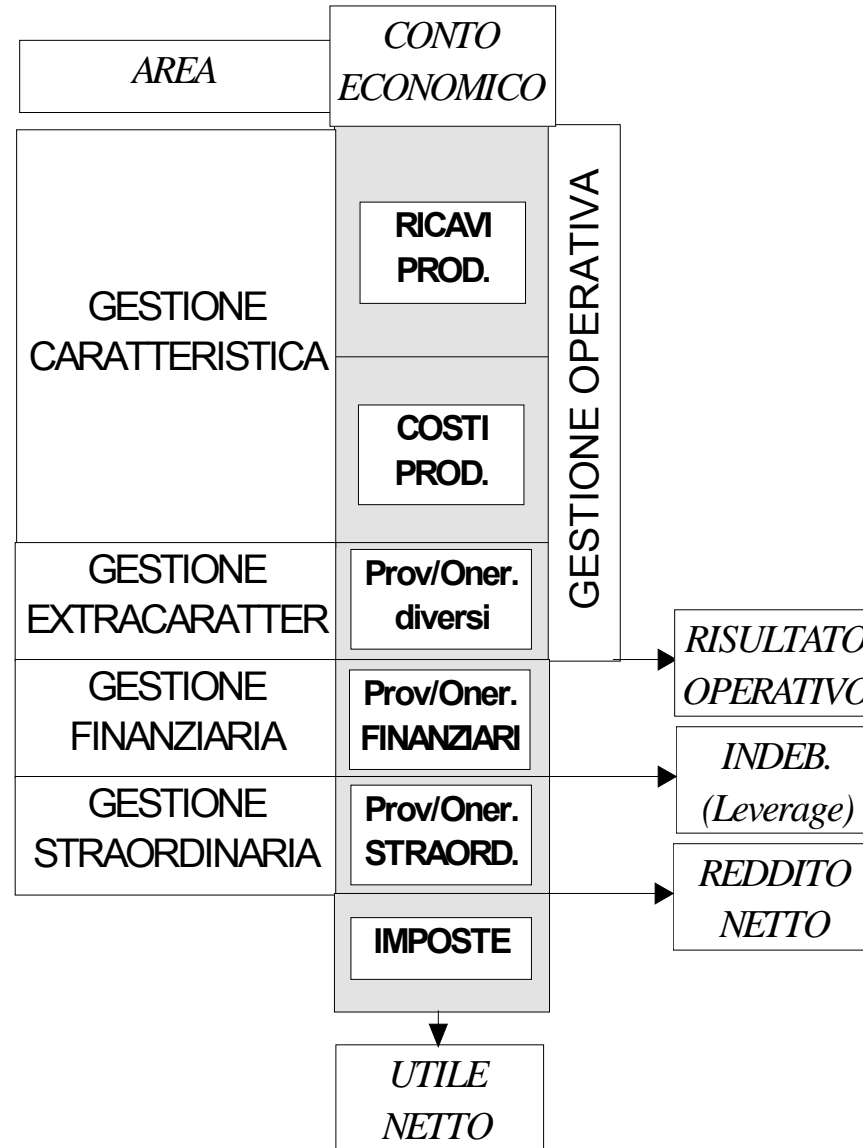 AREA
CONTO
ECONOMICO
GESTIONE
CARATTERISTICA
RICAVI
PROD.
COSTI
PROD.
GESTIONE OPERATIVA
GESTIONE
EXTRACARATTER
Prov/Oner.
diversi
RISULTATO
OPERATIVO
GESTIONE
FINANZIARIA
Prov/Oner.
FINANZIARI
INDEB.
(Leverage)
GESTIONE
STRAORDINARIA
Prov/Oner.
STRAORD.
REDDITO
NETTO
IMPOSTE
UTILE
NETTO